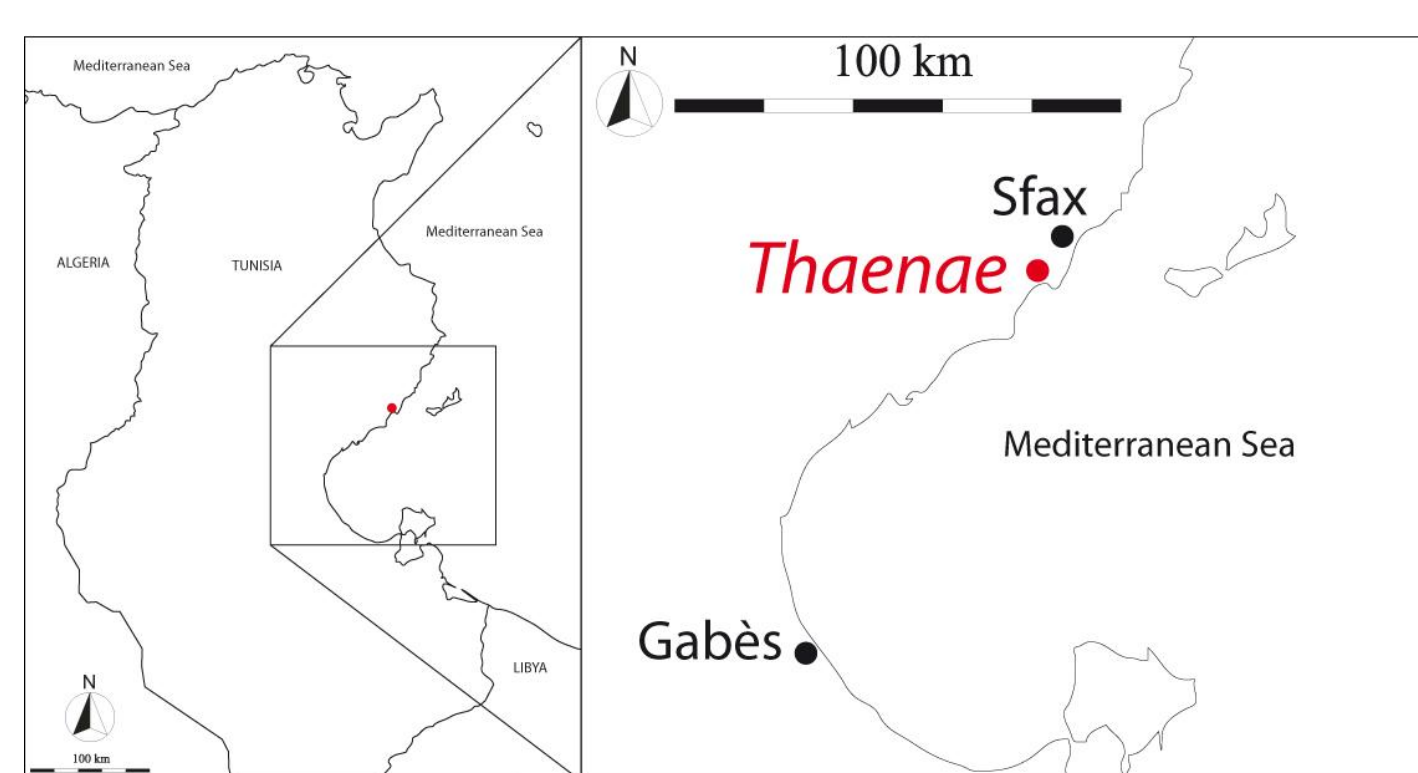 Mediterranean Sea
Mediterranean Sea
ALGERIA
TUNISIA
LIBYA
N
100 km
N
100 km
Sfax
Thaenae
Mediterranean Sea
Gabès